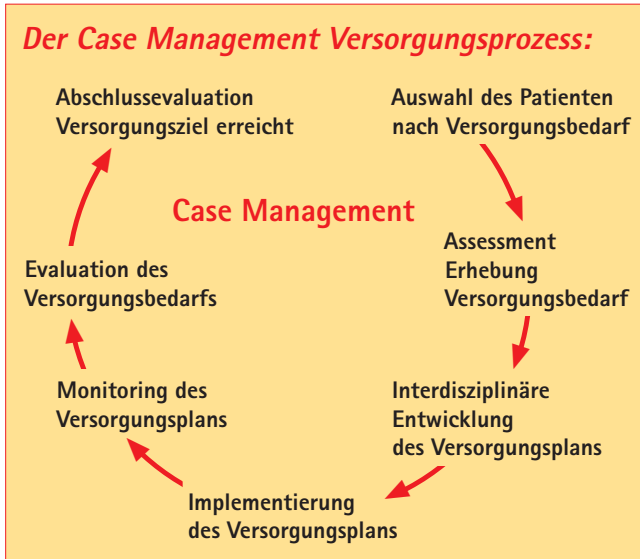 Der Case Management Versorgungsprozess:
Auswahl des Patienten
nach Versorgungsbedarf
Assessment
Erhebung
Versorgungsbedarf
Interdisziplinäre
Entwicklung
des Versorgungsplans
Implementierung
des Versorgungsplans
Monitoring des
Versorgungsplans
Evaluation des
Versorgungsbedarfs
Abschlussevaluation
Versorgungsziel erreicht
Case Management